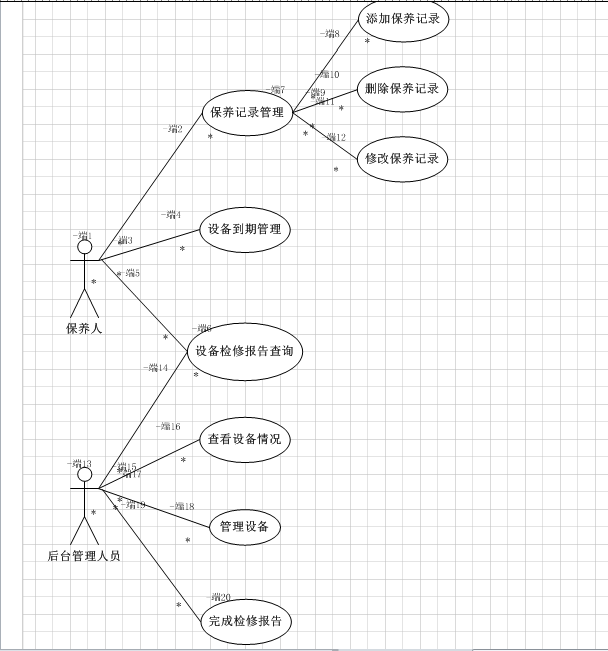 添加保养记录
-端8
*
-端10
-端7
-端9
删除保养记录
-端11
*
保养记录管理
*
-端2
*
*
-端12
修改保养记录
*
-端4
设备到期管理
-端1
-端3
*
*
-端5
*
保养人
-端6
*
设备检修报告查询
-端14
*
-端16
查看设备情况
*
-端13
-端15
-端17
*
-端19
*
*
-端18
管理设备
*
后台管理人员
-端20
*
完成检修报告